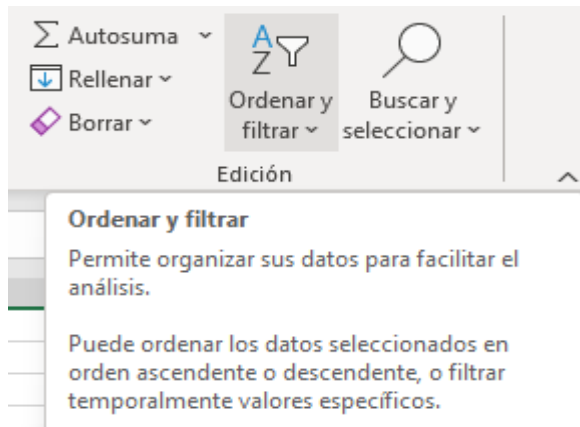 Autosuma
Rellenar
Borrar
Ordenar y
filtrar
Buscar y
seleccionar
Edición
Ordenar y filtrar
Permite organizar sus datos para facilitar el
análisis.
Puede ordenar los datos seleccionados en
orden ascendente o descendente, o filtrar
temporalmente valores específicos.